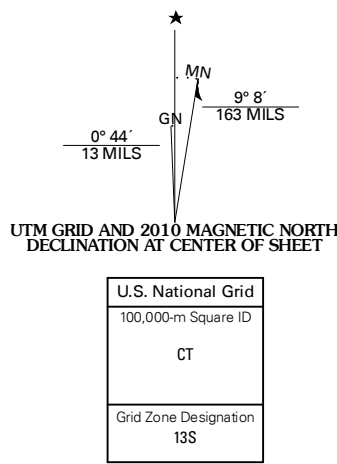 MN
GN
9° 8´
163 MILS
0° 44´
13 MILS
UTM GRID AND 2010 MAGNETIC NORTH
DECLINATION AT CENTER OF SHEET
U.S. National Grid
100,000-m Square ID
CT
Grid Zone Designation
13S